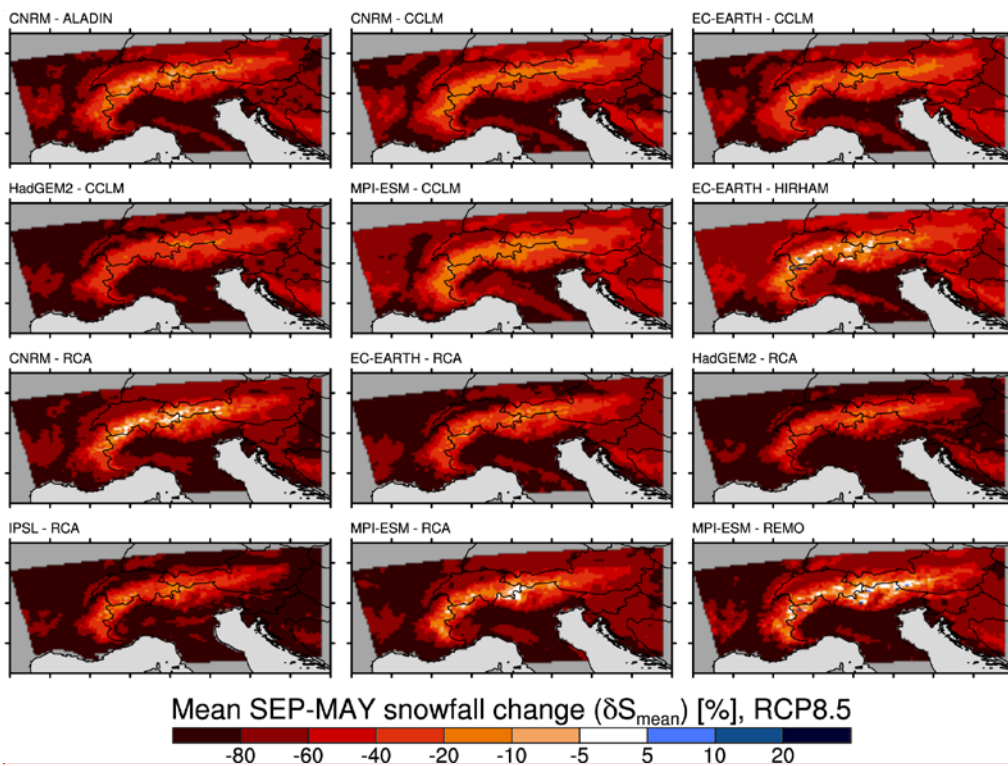 CNRM - ALADIN CNRM - CCLM EC-EARTH - CCLM
HadGEM2 - CCLM MPI-ESM - CCLM EC-EARTH - HIRHAM
CNRM - RCA EC-EARTH - RCA HadGEM2 - RCA
IPSL - RCA MPI-ESM - RCA MPI-ESM - REMO
Mean SEP-MAY snowfall change (δSmean) [%], RCP8.5
-80 -60 -40 -20 -10 -5 5 10 20